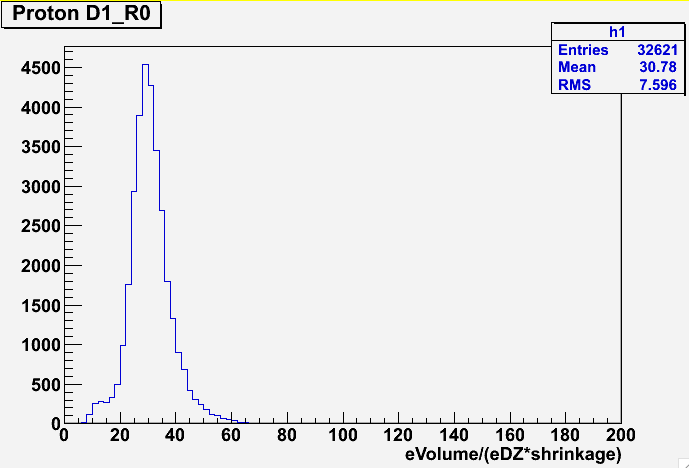 Proton D1_R0
h1
Entries 32621
Mean 30.78
RMS 7.596
4500
4000
3500
3000
2500
2000
1500
1000
500
0
0 20 40 60 80 100 120 140 160 180 200
eVolume/(eDZ*shrinkage)